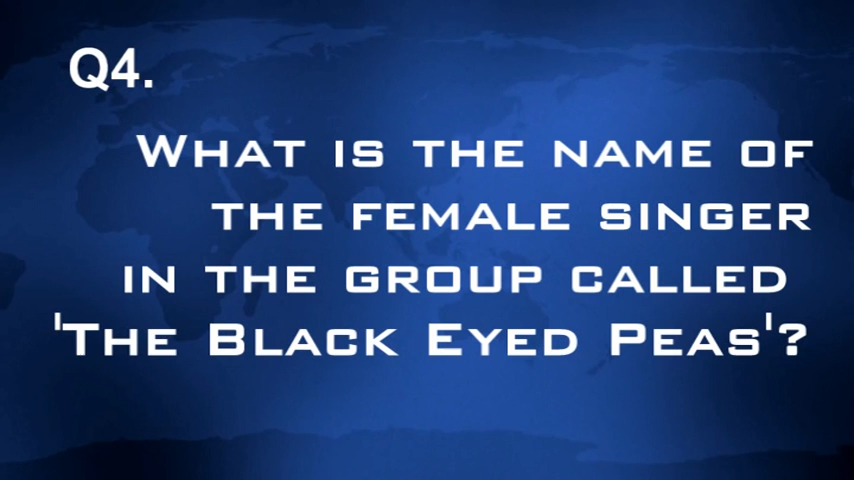 Q4.
What is the name of
the female singer
in the group called
'The Black Eyed Peas'?